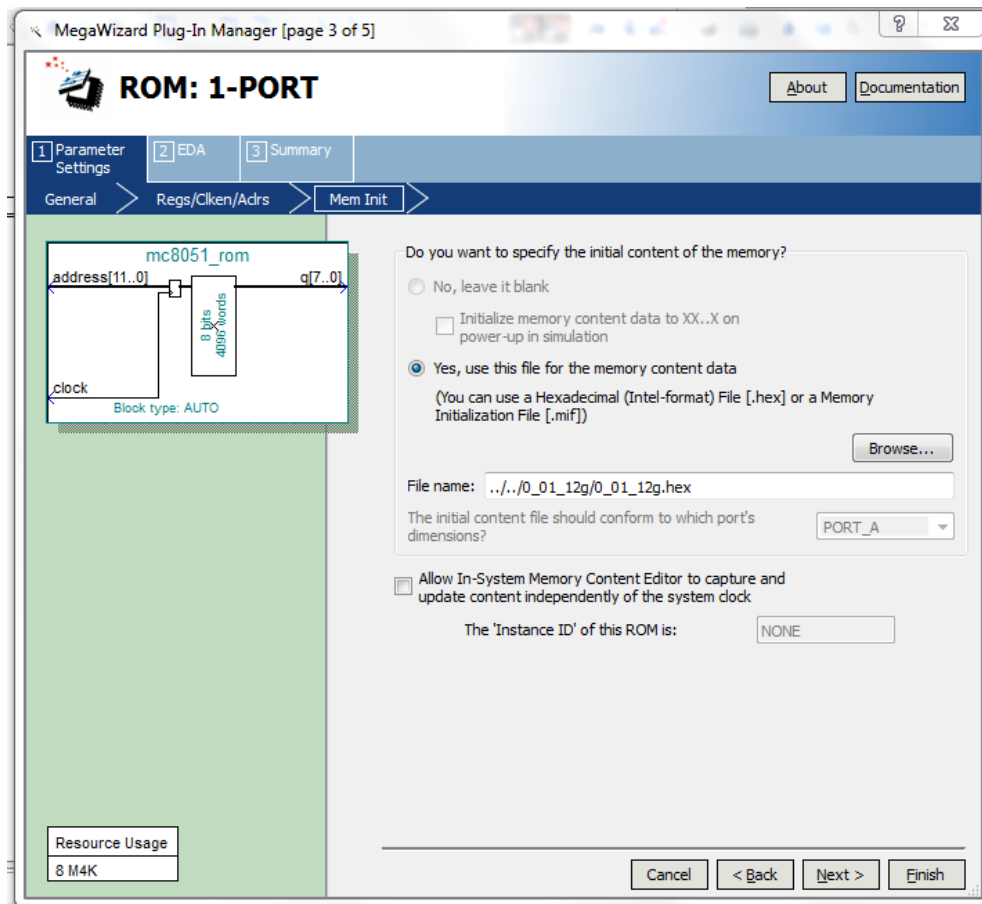 MegaWizard Plug-In Manager [page 3 of 5]
ROM: 1-PORT
About
Documentation
1 Parameter
Settings
2 EDA
3 Summary
General
Regs/Clken/Adrs
Mem Init
mc8051_rom
address[11..0]
q[7..0]
8 bits
4096 words
clock
Block type: AUTO
Do you want to specify the initial content of the memory?
No, leave it blank
Initialize memory content data to XX..X on
power-up in simulation
Yes, use this file for the memory content data
(You can use a Hexadecimal (Intel-format) File [.hex] or a Memory
Initialization File [.mif])
Browse...
File name: ../../0_01_12g/0_01_12g.hex
The initial content file should conform to which port's
dimensions?
PORT_A
Allow In-System Memory Content Editor to capture and
update content independently of the system clock
The 'Instance ID' of this ROM is:
NONE
Resource Usage
8 M4K
Cancel
< Back
Next >
Finish